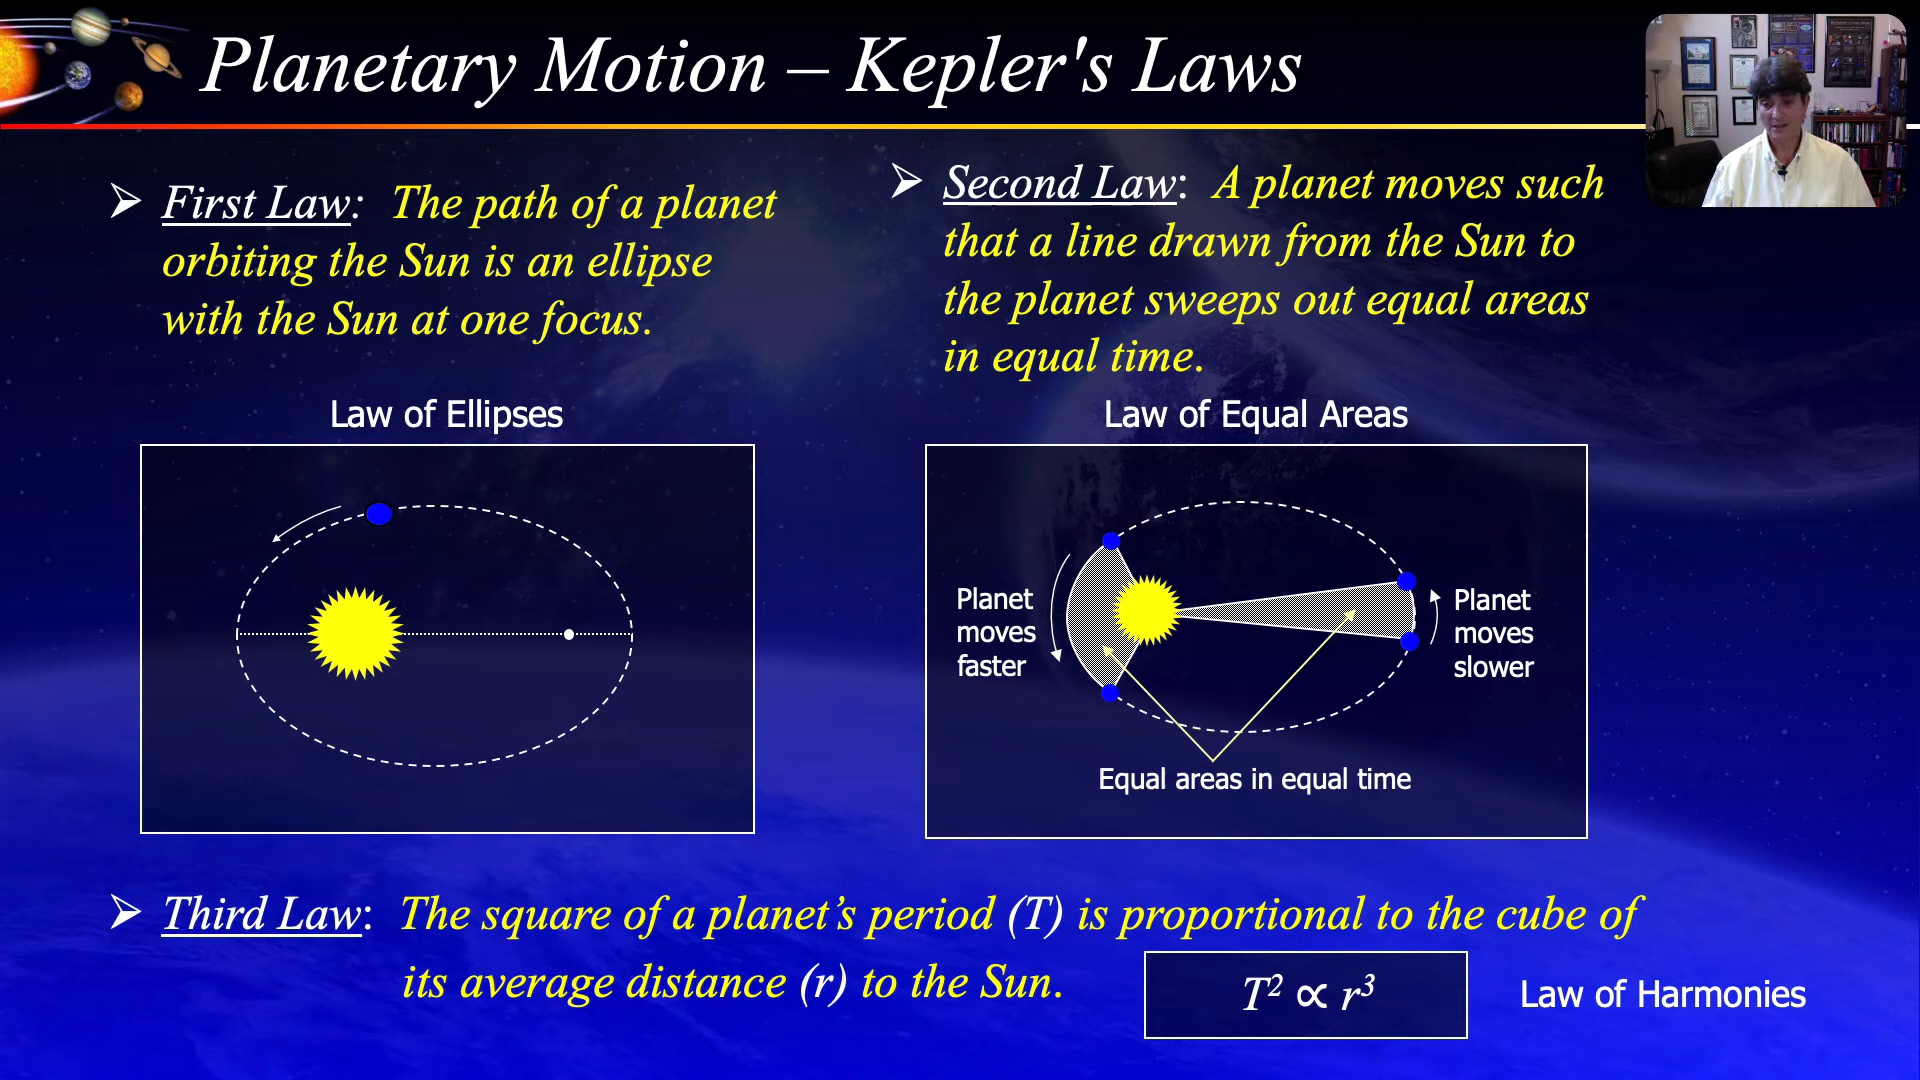 Planetary Motion – Kepler's Laws
➢ First Law: The path of a planet
orbiting the Sun is an ellipse
with the Sun at one focus.
Law of Ellipses
➢ Second Law: A planet moves such
that a line drawn from the Sun to
the planet sweeps out equal areas
in equal time.
Law of Equal Areas
Planet
moves
faster
Planet
moves
slower
Equal areas in equal time
➢ Third Law: The square of a planet’s period (T) is proportional to the cube of
its average distance (r) to the Sun.
T² ∝ r³
Law of Harmonies